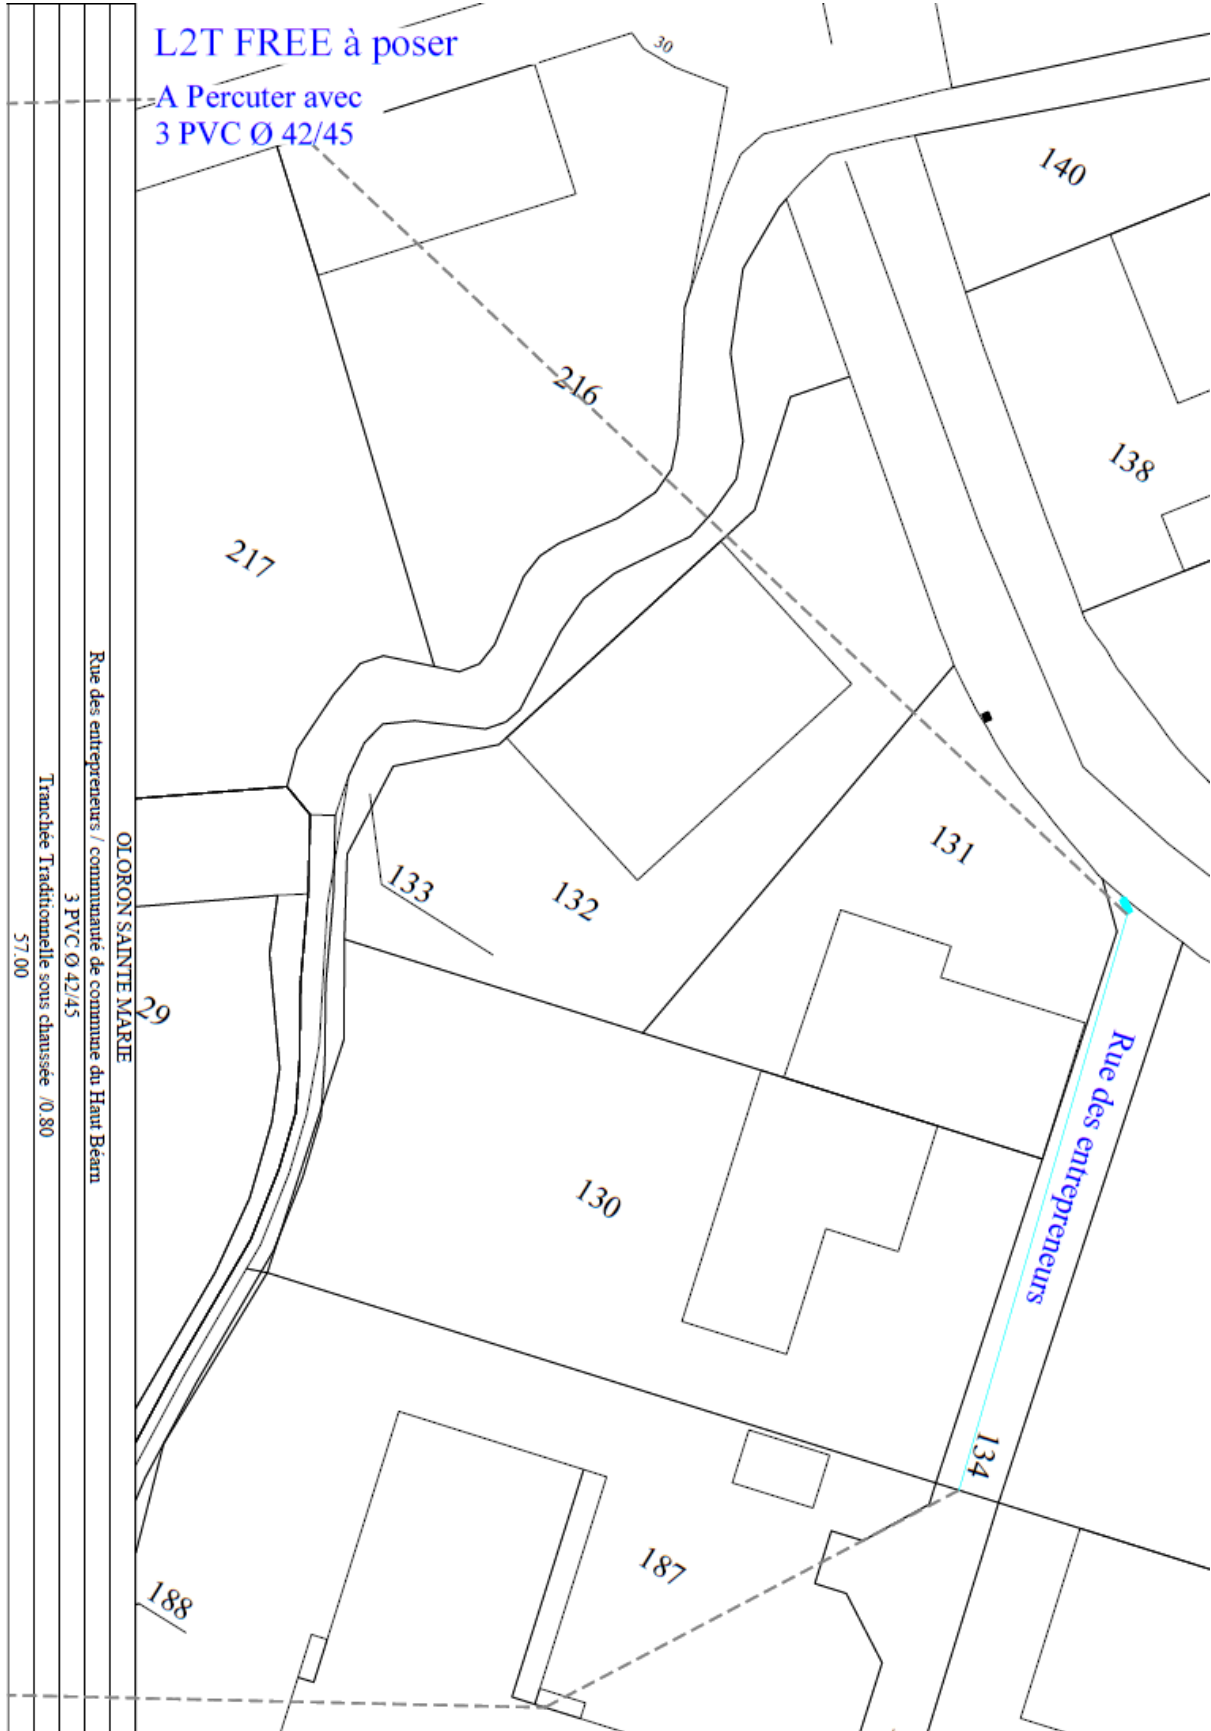 L2T FREE à poser
A Percuter avec
3 PVC Ø 42/45
30
140
216
138
217
131
133
132
29
Rue des entrepreneurs
130
134
187
188
OLORON SAINTE MARIE
Rue des entrepreneurs / communauté de commune du Haut Béarn
3 PVC Ø 42/45
Tranchée Traditionnelle sous chaussée /0.80
57.00